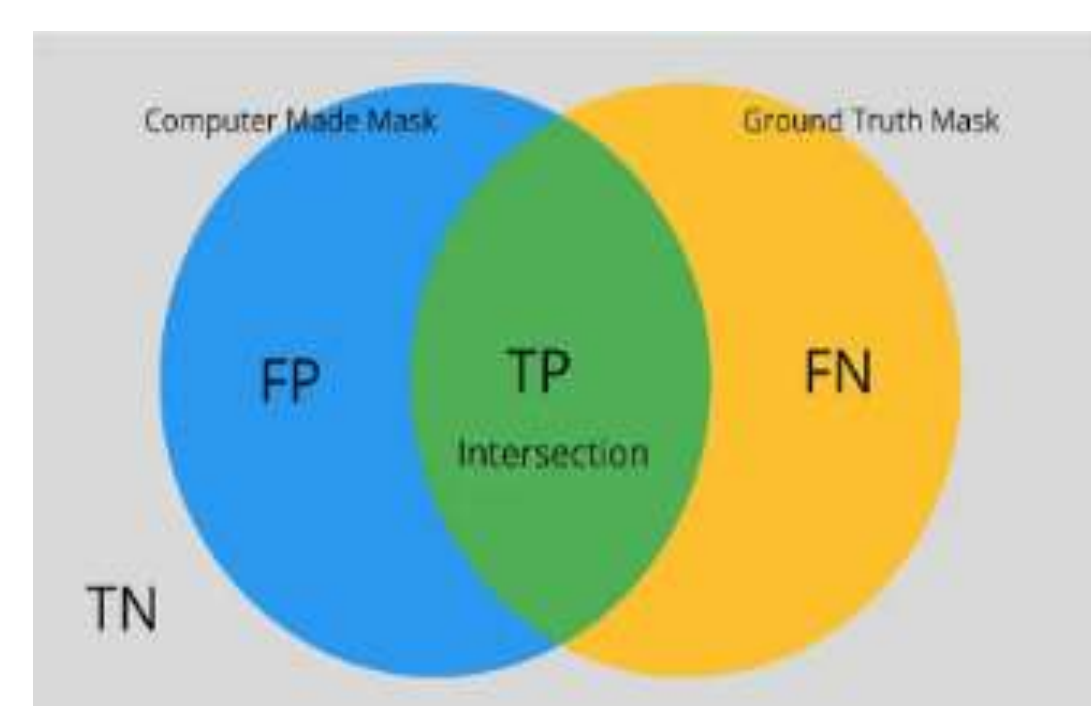 Computer Made Mask
Ground Truth Mask
FP
TP
FN
Intersection
TN